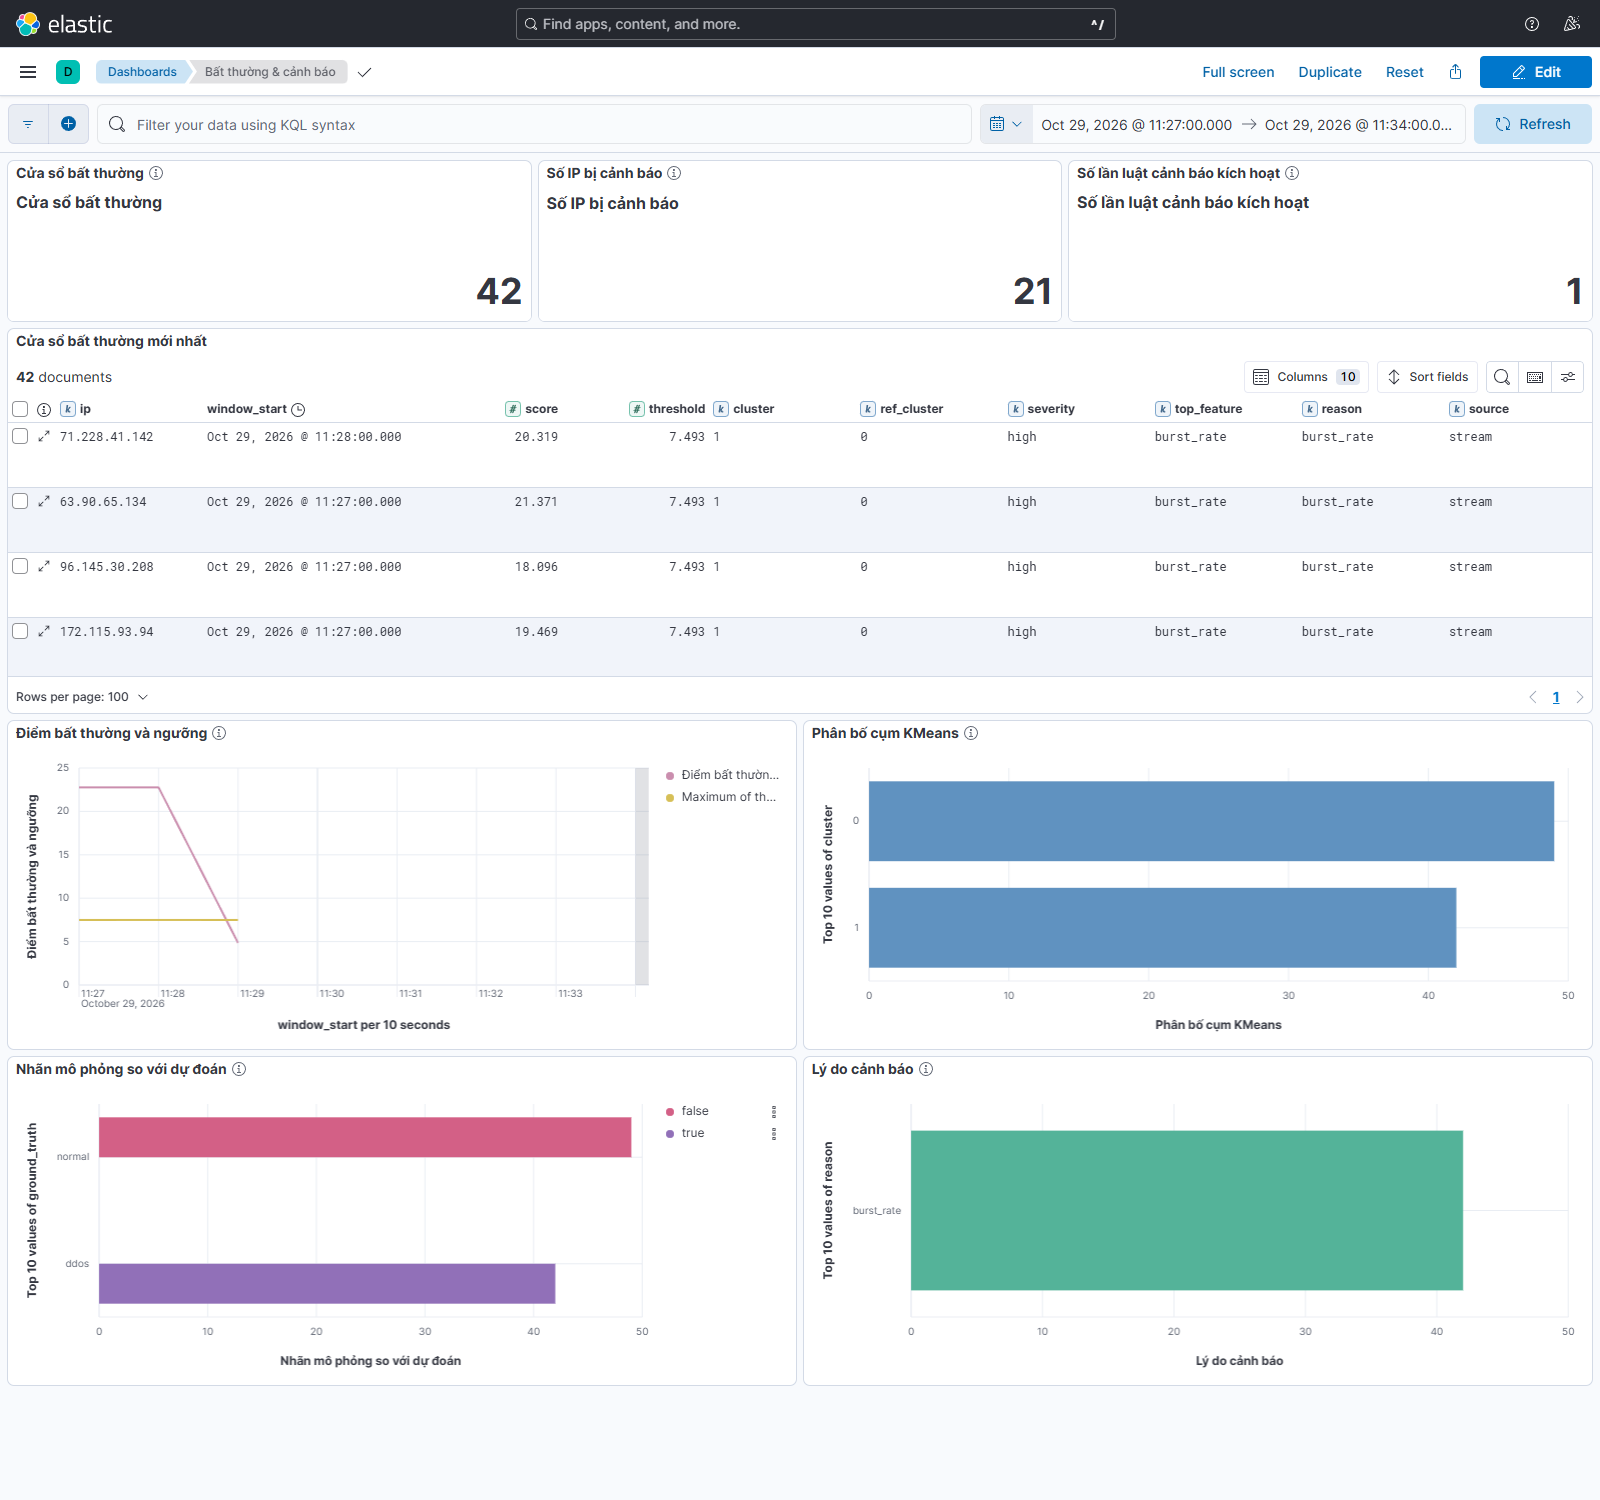 elastic
Find apps, content, and more.
^/
D
Dashboards
Bất thường & cảnh báo
Full screen
Duplicate
Reset
Edit
Filter your data using KQL syntax
Oct 29, 2026 @ 11:27:00.000 → Oct 29, 2026 @ 11:34:00.0...
Refresh
Cửa sổ bất thường
Cửa sổ bất thường
42
Số IP bị cảnh báo
Số IP bị cảnh báo
21
Số lần luật cảnh báo kích hoạt
Số lần luật cảnh báo kích hoạt
1
Cửa sổ bất thường mới nhất
42 documents
Columns 10
Sort fields
k ip window_start # score # threshold k cluster k ref_cluster k severity k top_feature k reason k source
71.228.41.142 Oct 29, 2026 @ 11:28:00.000 20.319 7.493 1 0 high burst_rate burst_rate stream
63.90.65.134 Oct 29, 2026 @ 11:27:00.000 21.371 7.493 1 0 high burst_rate burst_rate stream
96.145.30.208 Oct 29, 2026 @ 11:27:00.000 18.096 7.493 1 0 high burst_rate burst_rate stream
172.115.93.94 Oct 29, 2026 @ 11:27:00.000 19.469 7.493 1 0 high burst_rate burst_rate stream
Rows per page: 100
1
Điểm bất thường và ngưỡng
Điểm bất thường và ngưỡng
25
20
15
10
5
0
11:27 11:28 11:29 11:30 11:31 11:32 11:33
October 29, 2026
window_start per 10 seconds
Điểm bất thườn...
Maximum of th...
Phân bố cụm KMeans
Top 10 values of cluster
0
1
0 10 20 30 40 50
Phân bố cụm KMeans
Nhãn mô phỏng so với dự đoán
Top 10 values of ground_truth
normal
ddos
0 10 20 30 40 50
Nhãn mô phỏng so với dự đoán
false
true
Lý do cảnh báo
Top 10 values of reason
burst_rate
0 10 20 30 40 50
Lý do cảnh báo